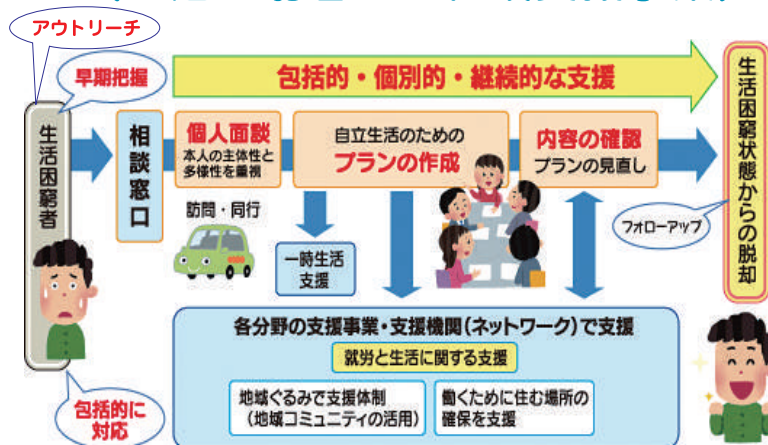 アウトリーチ
早期把握
包括的・個別的・継続的な支援
生活困窮者
相談窓口
個人面談
本人の主体性と
多様性を重視
訪問・同行
自立生活のための
プランの作成
内容の確認
プランの見直し
一時生活
支援
フォローアップ
生活困窮状態からの脱却
各分野の支援事業・支援機関(ネットワーク)で支援
就労と生活に関する支援
地域ぐるみで支援体制
(地域コミュニティの活用)
働くために住む場所の
確保を支援
包括的に
対応